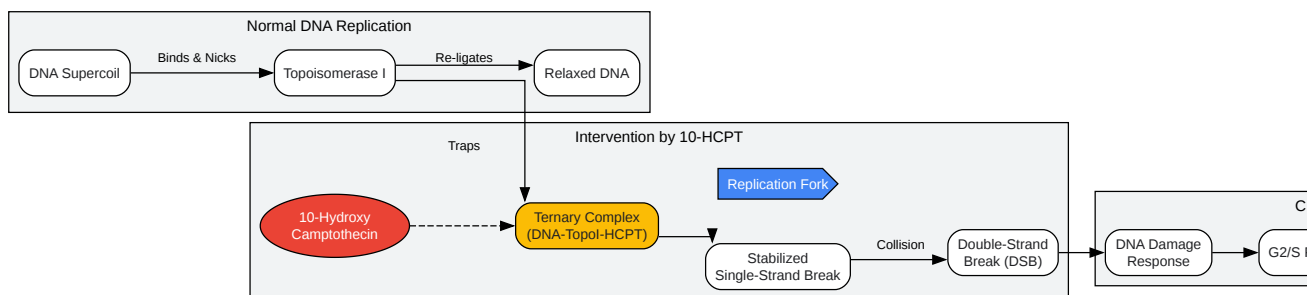 Normal DNA Replication
DNA Supercoil
Binds & Nicks
Topoisomerase I
Re-ligates
Relaxed DNA
Intervention by 10-HCPT
Traps
Replication Fork
10-Hydroxy
Camptothecin
Ternary Complex
(DNA-TopoI-HCPT)
Stabilized
Single-Strand Break
Collision
Double-Strand
Break (DSB)
DNA Damage
Response
G2/S